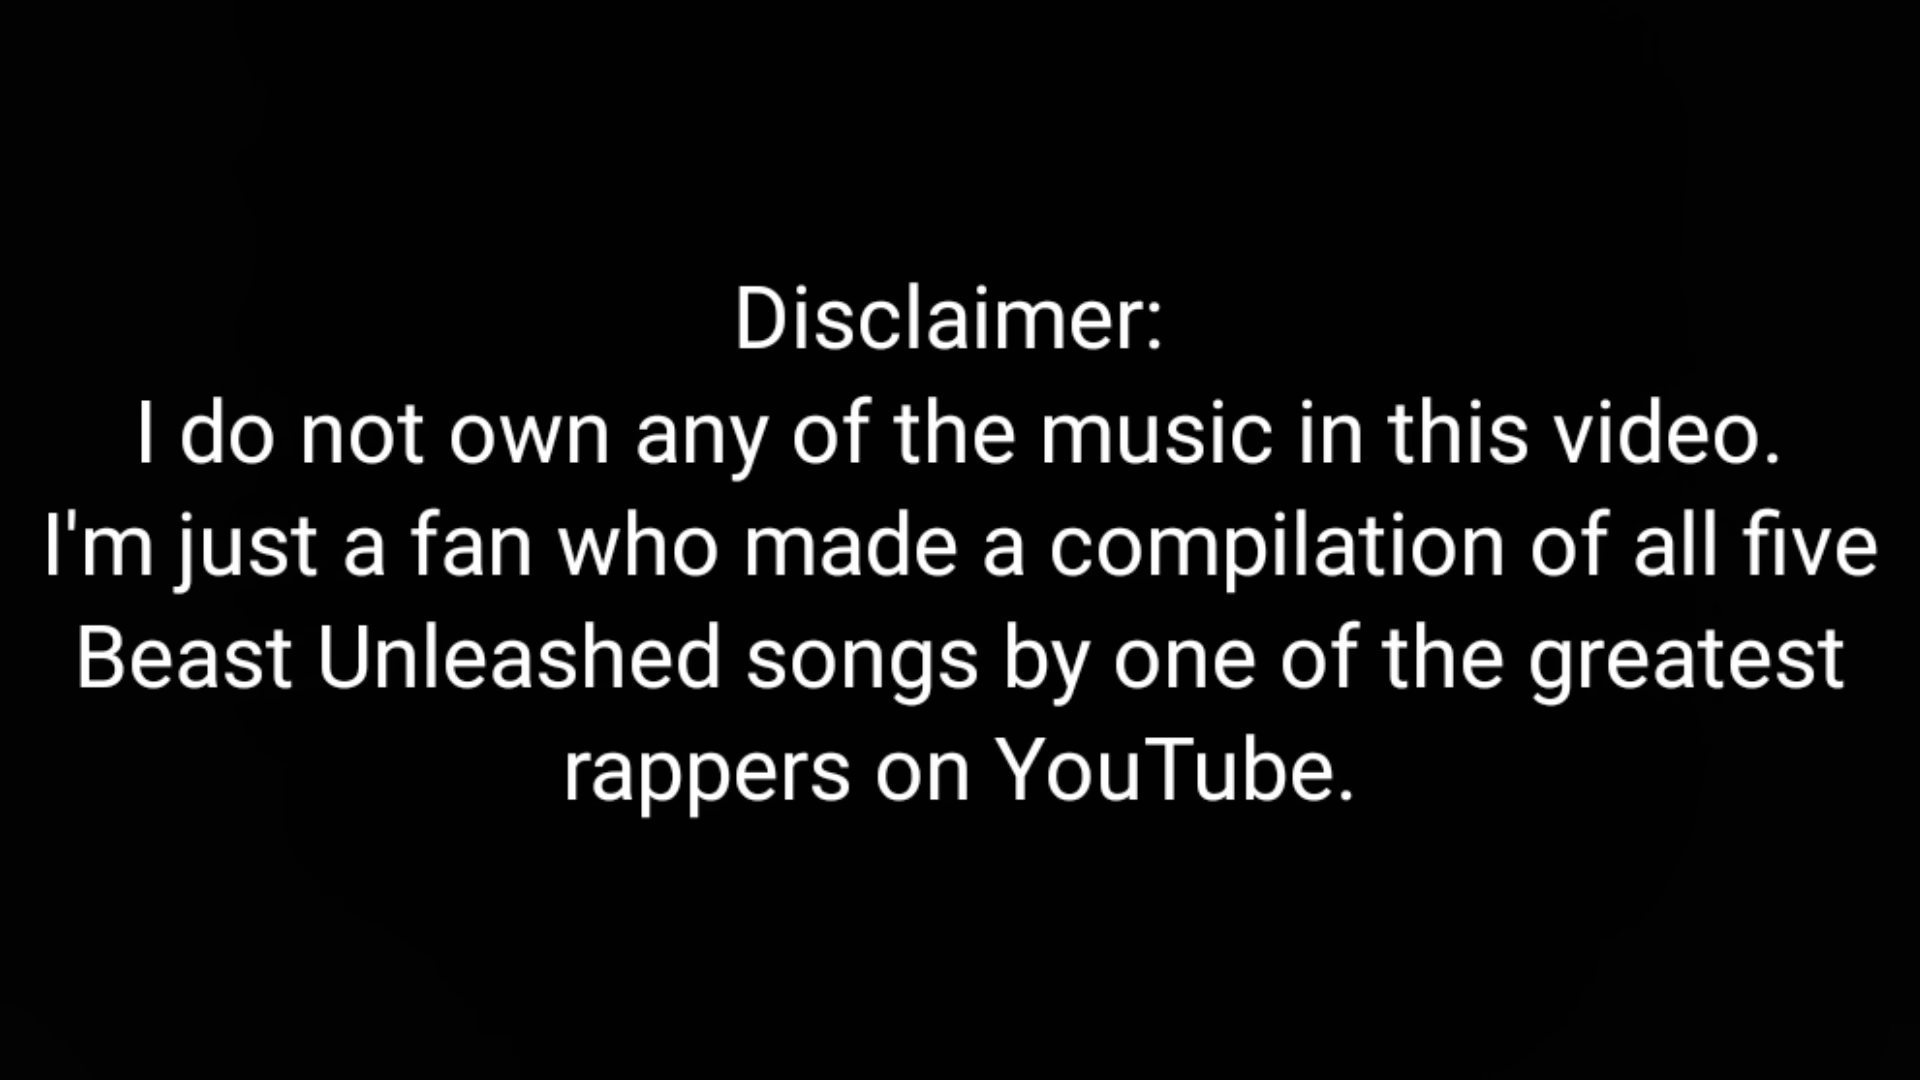 Disclaimer:
I do not own any of the music in this video.
I'm just a fan who made a compilation of all five
Beast Unleashed songs by one of the greatest
rappers on YouTube.